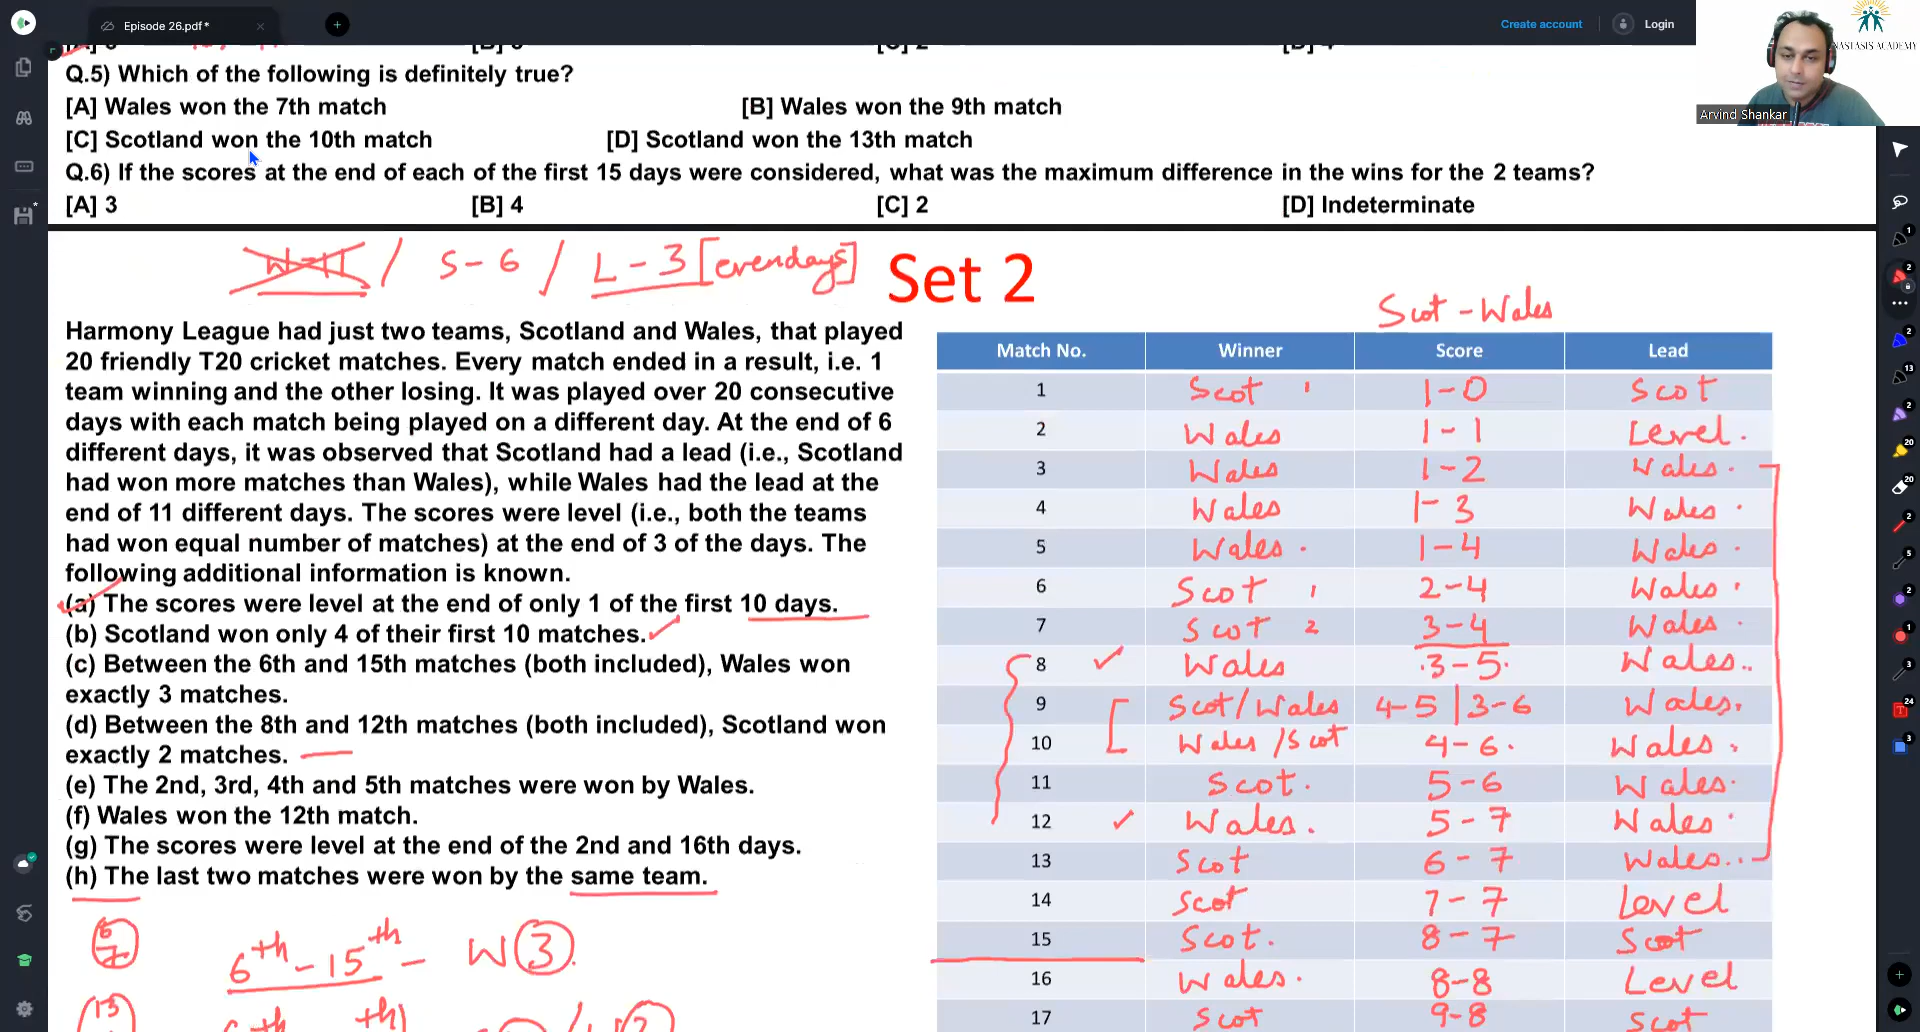 Episode 26.pdf*
Create account
Login
NASTASIS ACADEMY
Arvind Shankar
Q.5) Which of the following is definitely true?
[A] Wales won the 7th match [B] Wales won the 9th match
[C] Scotland won the 10th match [D] Scotland won the 13th match
Q.6) If the scores at the end of each of the first 15 days were considered, what was the maximum difference in the wins for the 2 teams?
[A] 3 [B] 4 [C] 2 [D] Indeterminate
W-11 / S-6 / L-3 [even days]
Set 2
Harmony League had just two teams, Scotland and Wales, that played
20 friendly T20 cricket matches. Every match ended in a result, i.e. 1
team winning and the other losing. It was played over 20 consecutive
days with each match being played on a different day. At the end of 6
different days, it was observed that Scotland had a lead (i.e., Scotland
had won more matches than Wales), while Wales had the lead at the
end of 11 different days. The scores were level (i.e., both the teams
had won equal number of matches) at the end of 3 of the days. The
following additional information is known.
(a) The scores were level at the end of only 1 of the first 10 days.
(b) Scotland won only 4 of their first 10 matches.
(c) Between the 6th and 15th matches (both included), Wales won
exactly 3 matches.
(d) Between the 8th and 12th matches (both included), Scotland won
exactly 2 matches.
(e) The 2nd, 3rd, 4th and 5th matches were won by Wales.
(f) Wales won the 12th match.
(g) The scores were level at the end of the 2nd and 16th days.
(h) The last two matches were won by the same team.
6th - 15th - W 3.
Scot - Wales
Match No. Winner Score Lead
1 Scot 1 1-0 Scot
2 Wales 1-1 Level.
3 Wales 1-2 Wales.
4 Wales 1-3 Wales.
5 Wales. 1-4 Wales.
6 Scot 1 2-4 Wales.
7 Scot 2 3-4 Wales.
8 Wales 3-5. Wales..
9 Scot/Wales 4-5 | 3-6 Wales.
10 Wales/Scot 4-6. Wales.
11 Scot. 5-6 Wales.
12 Wales. 5-7 Wales.
13 Scot 6-7 Wales..
14 Scot 7-7 Level
15 Scot. 8-7 Scot
16 Wales. 8-8 Level
17 Scot 9-8 Scot